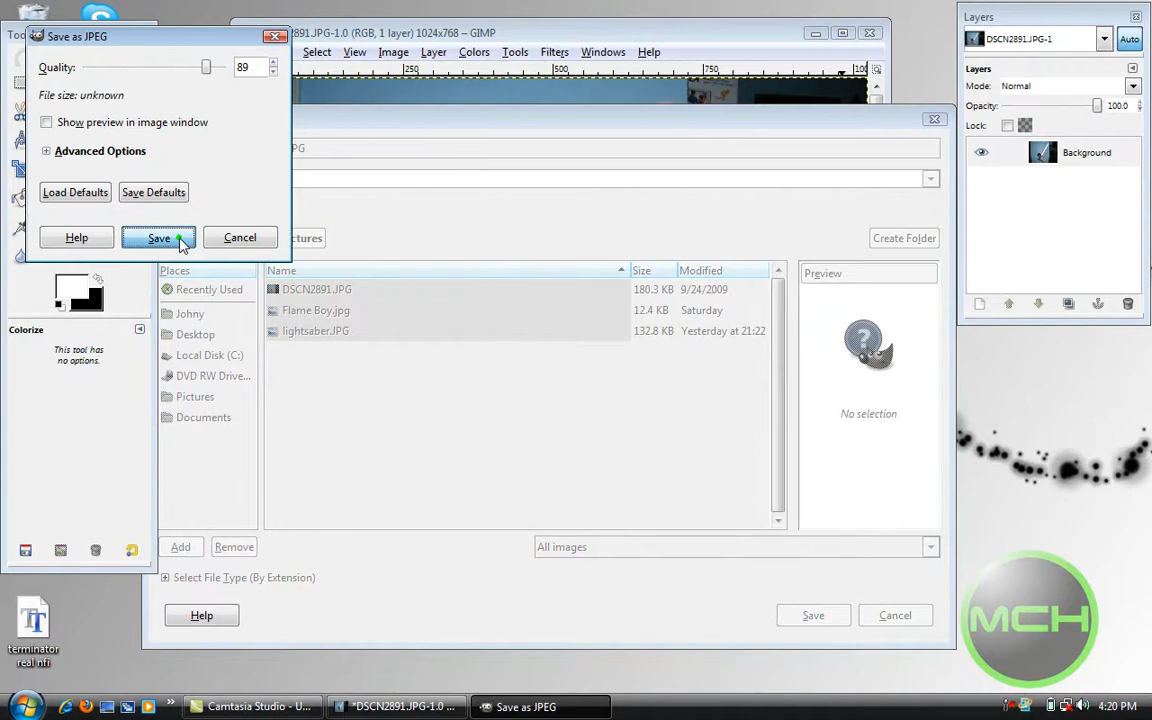 Save as JPEG
Quality:
89
File size: unknown
Show preview in image window
Advanced Options
Load Defaults
Save Defaults
Help
Save
Cancel
2891.JPG-1.0 (RGB, 1 layer) 1024x768 – GIMP
Select View Image Layer Colors Tools Filters Windows Help
250
500
750
Create Folder
Places
Recently Used
Johny
Desktop
Local Disk (C:)
DVD RW Drive...
Pictures
Documents
Name Size Modified
DSCN2891.JPG 180.3 KB 9/24/2009
Flame Boy.jpg 12.4 KB Saturday
lightsaber.JPG 132.8 KB Yesterday at 21:22
Preview
No selection
Add
Remove
All images
Select File Type (By Extension)
Help
Save
Cancel
Colorize
This tool has
no options.
Layers
DSCN2891.JPG-1
Auto
Layers
Mode: Normal
Opacity: 100.0
Lock:
Background
MCH
terminator
real nfi
Camtasia Studio - U...
*DSCN2891.JPG-1.0 ...
Save as JPEG
4:20 PM